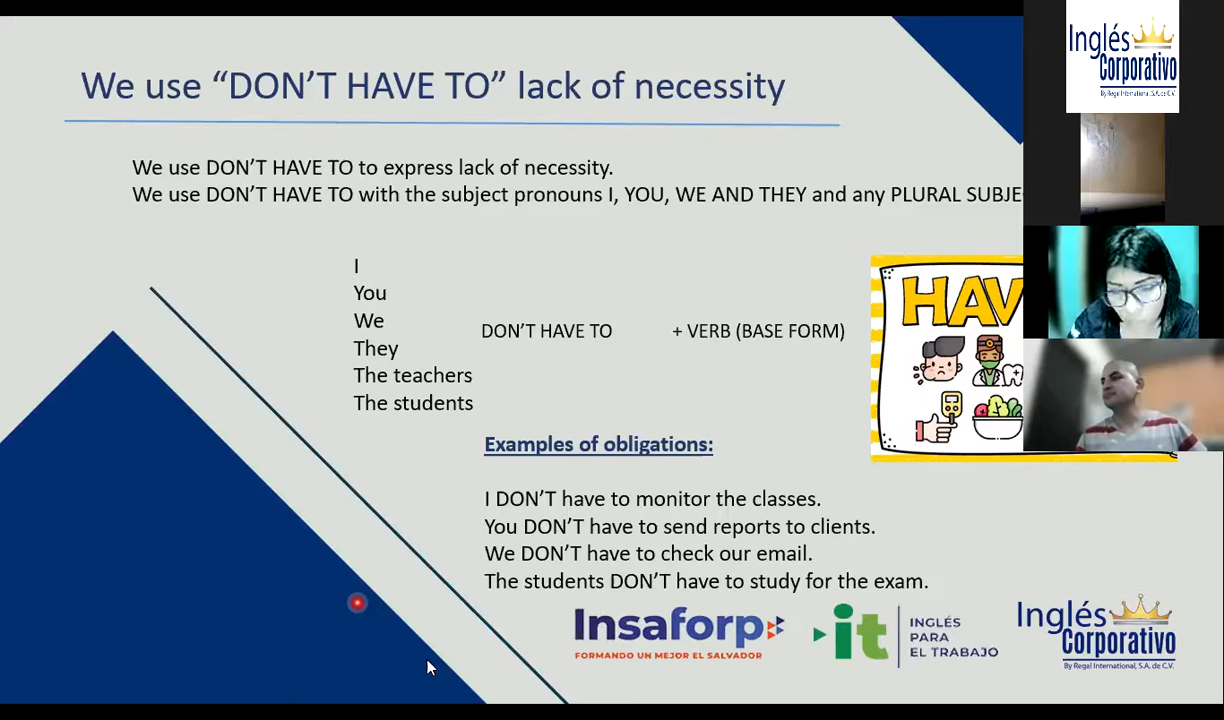 We use “DON’T HAVE TO” lack of necessity
We use DON’T HAVE TO to express lack of necessity.
We use DON’T HAVE TO with the subject pronouns I, YOU, WE AND THEY and any PLURAL
I
You
We
They
The teachers
The students
DON’T HAVE TO + VERB (BASE FORM)
Examples of obligations:
I DON’T have to monitor the classes.
You DON’T have to send reports to clients.
We DON’T have to check our email.
The students DON’T have to study for the exam.
Insaforp
FORMANDO UN MEJOR EL SALVADOR
it
INGLÉS
PARA
EL TRABAJO
Inglés
Corporativo
By Regal International, S.A. de C.V.
Inglés
Corporativo
By Regal International, S.A. de C.V.